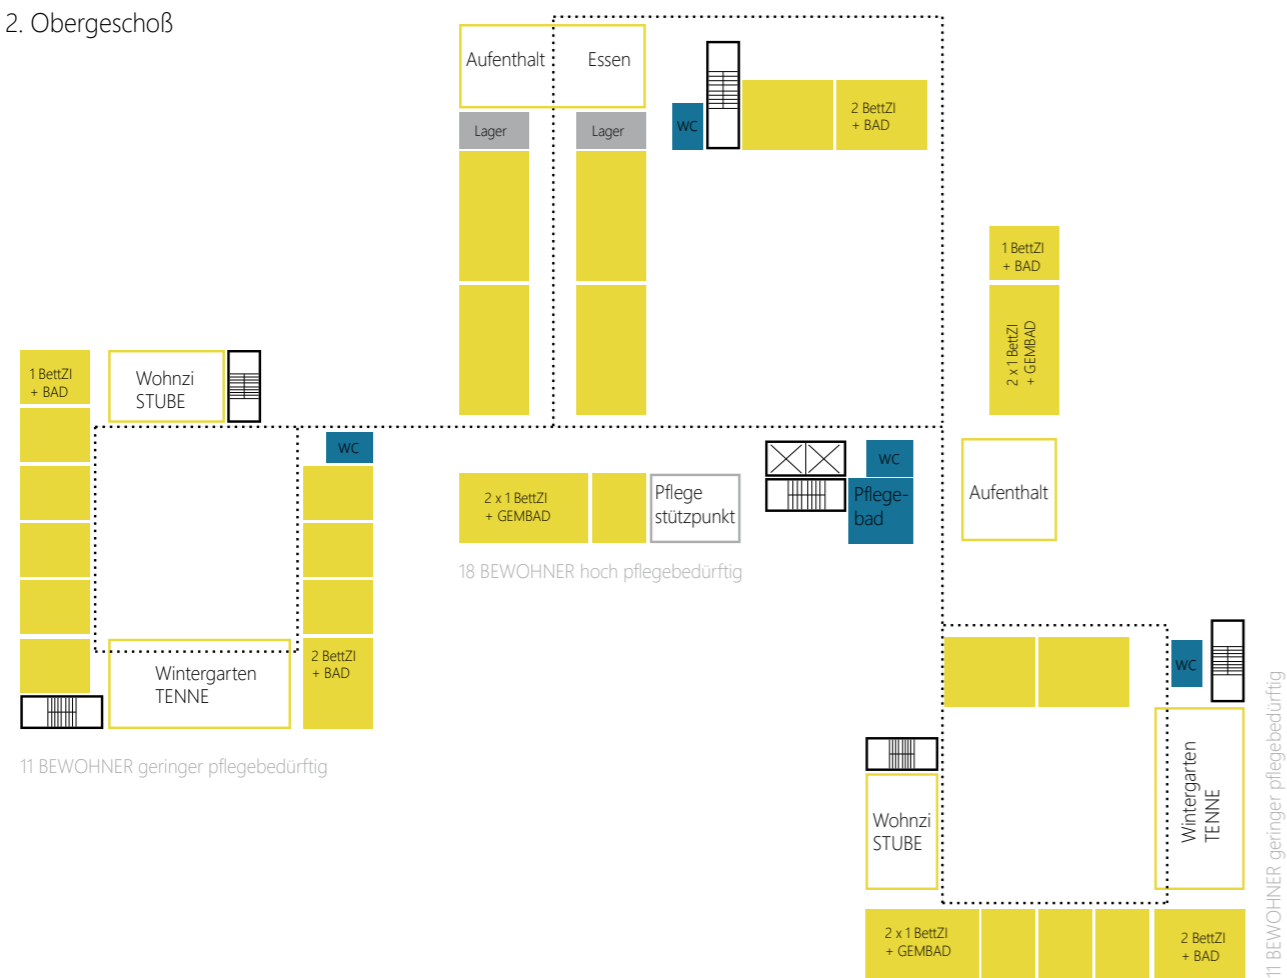 2. Obergeschoß
Aufenthalt
Essen
Lager
Lager
WC
2 BettZI
+ BAD
1 BettZI
+ BAD
2 x 1 BettZI
+ GEMBAD
1 BettZI
+ BAD
Wohnzi
STUBE
WC
2 x 1 BettZI
+ GEMBAD
Pflege
stützpunkt
WC
Pflege-
bad
Aufenthalt
18 BEWOHNER hoch pflegebedürftig
Wintergarten
TENNE
2 BettZI
+ BAD
11 BEWOHNER geringer pflegebedürftig
WC
Wohnzi
STUBE
Wintergarten
TENNE
2 x 1 BettZI
+ GEMBAD
2 BettZI
+ BAD
11 BEWOHNER geringer pflegebedürftig